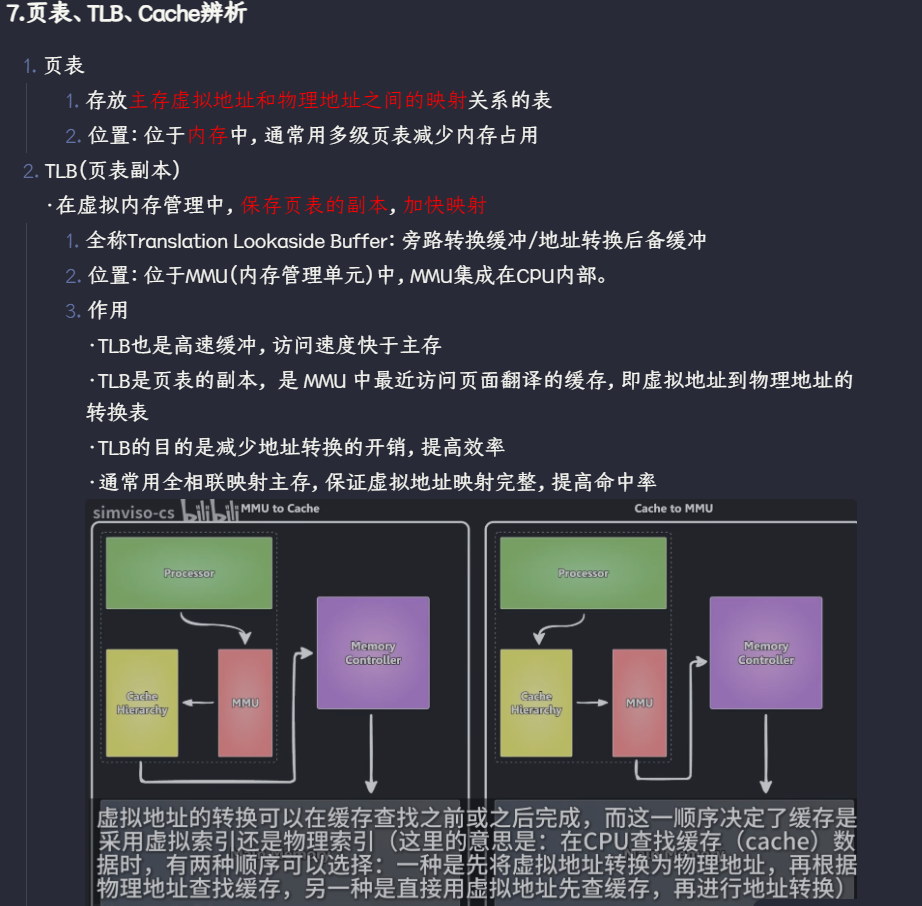 7.页表、TLB、Cache辨析
1. 页表
1. 存放主存虚拟地址和物理地址之间的映射关系的表
2. 位置: 位于内存中, 通常用多级页表减少内存占用
2. TLB(页表副本)
·在虚拟内存管理中, 保存页表的副本, 加快映射
1. 全称Translation Lookaside Buffer: 旁路转换缓冲/地址转换后备缓冲
2. 位置: 位于MMU(内存管理单元)中, MMU集成在CPU内部。
3. 作用
·TLB也是高速缓冲, 访问速度快于主存
·TLB是页表的副本, 是 MMU 中最近访问页面翻译的缓存, 即虚拟地址到物理地址的
转换表
·TLB的目的是减少地址转换的开销, 提高效率
·通常用全相联映射主存, 保证虚拟地址映射完整, 提高命中率
simviso-cs bilibili
MMU to Cache
Processor
Memory
Controller
Cache
Hierarchy
MMU
Cache to MMU
Processor
Memory
Controller
Cache
Hierarchy
MMU
虚拟地址的转换可以在缓存查找之前或之后完成，而这一顺序决定了缓存是
采用虚拟索引还是物理索引（这里的意思是：在CPU查找缓存（cache）数
据时，有两种顺序可以选择：一种是先将虚拟地址转换为物理地址，再根据
物理地址查找缓存，另一种是直接用虚拟地址先查缓存，再进行地址转换）